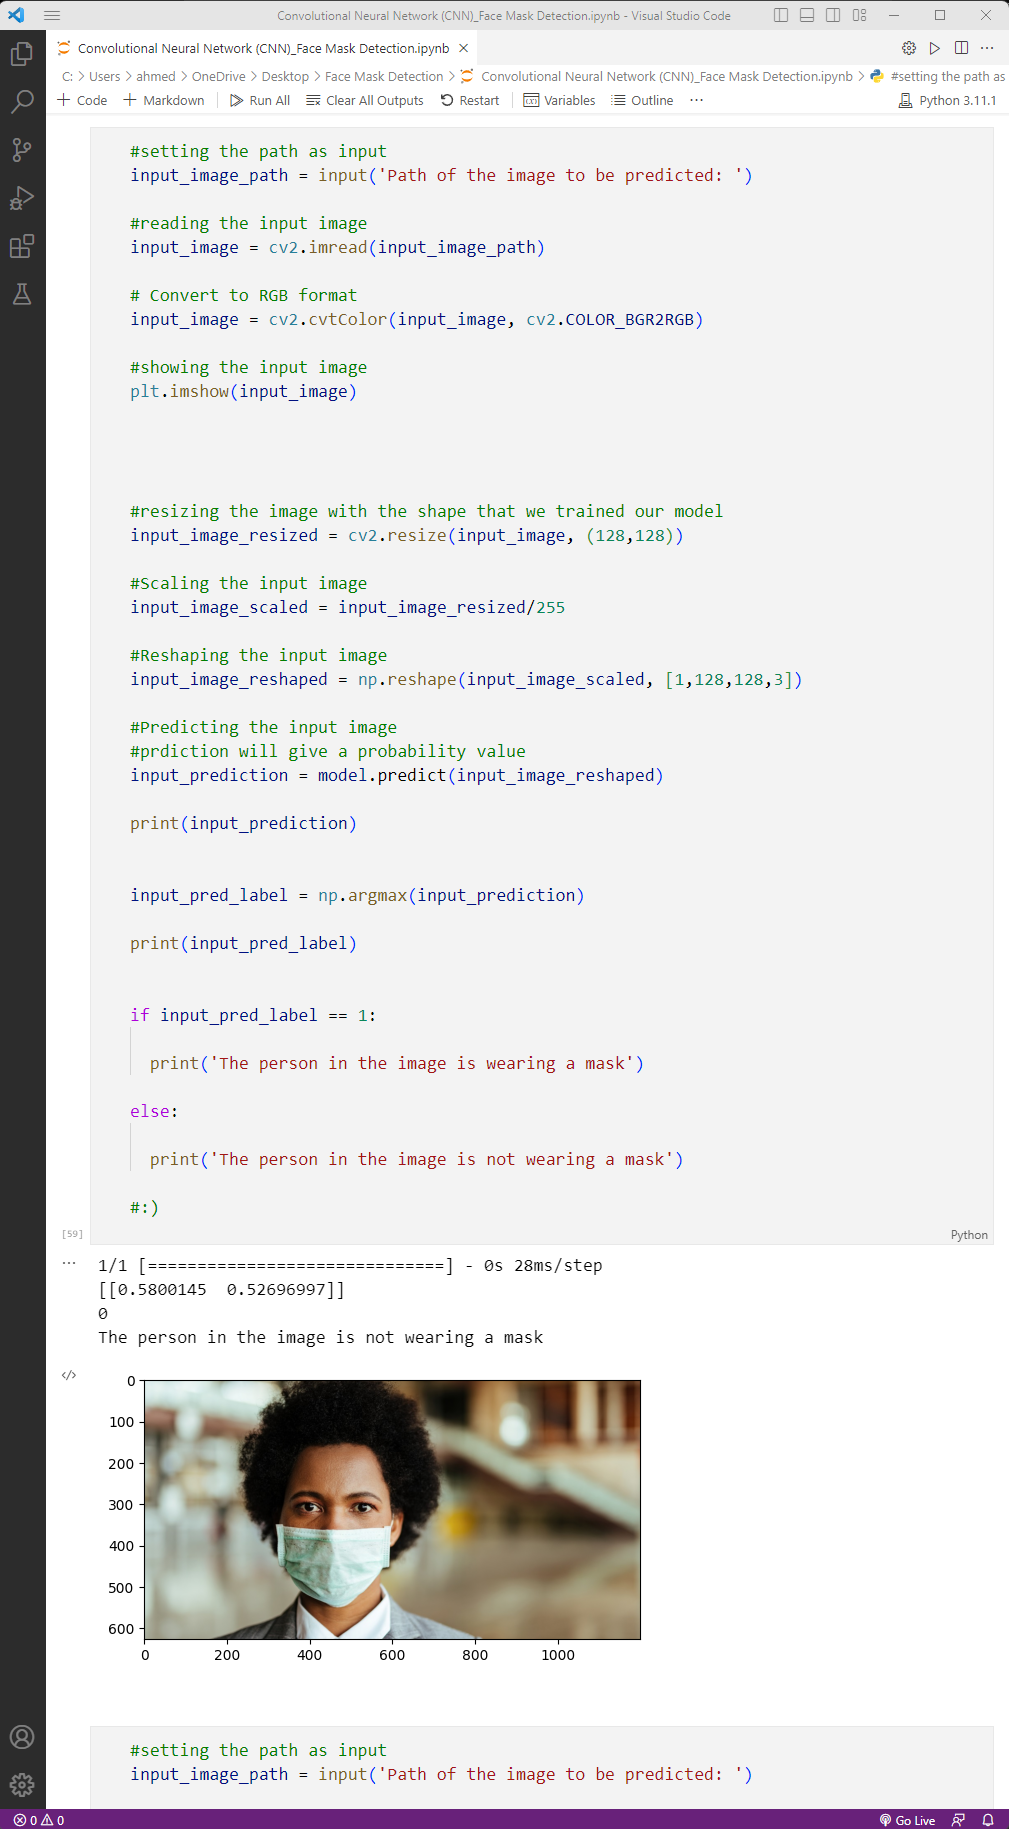 Convolutional Neural Network (CNN)_Face Mask Detection.ipynb - Visual Studio Code
Convolutional Neural Network (CNN)_Face Mask Detection.ipynb
C: > Users > ahmed > OneDrive > Desktop > Face Mask Detection > Convolutional Neural Network (CNN)_Face Mask Detection.ipynb > #setting the path as
+ Code + Markdown Run All Clear All Outputs Restart Variables Outline ... Python 3.11.1
#setting the path as input
input_image_path = input('Path of the image to be predicted: ')
#reading the input image
input_image = cv2.imread(input_image_path)
# Convert to RGB format
input_image = cv2.cvtColor(input_image, cv2.COLOR_BGR2RGB)
#showing the input image
plt.imshow(input_image)
#resizing the image with the shape that we trained our model
input_image_resized = cv2.resize(input_image, (128,128))
#Scaling the input image
input_image_scaled = input_image_resized/255
#Reshaping the input image
input_image_reshaped = np.reshape(input_image_scaled, [1,128,128,3])
#Predicting the input image
#prdiction will give a probability value
input_prediction = model.predict(input_image_reshaped)
print(input_prediction)
input_pred_label = np.argmax(input_prediction)
print(input_pred_label)
if input_pred_label == 1:
print('The person in the image is wearing a mask')
else:
print('The person in the image is not wearing a mask')
#:)
[59] Python
1/1 [==============================] - 0s 28ms/step
[[0.5800145  0.52696997]]
0
The person in the image is not wearing a mask
0
100
200
300
400
500
600
0 200 400 600 800 1000
#setting the path as input
input_image_path = input('Path of the image to be predicted: ')
0 0 Go Live